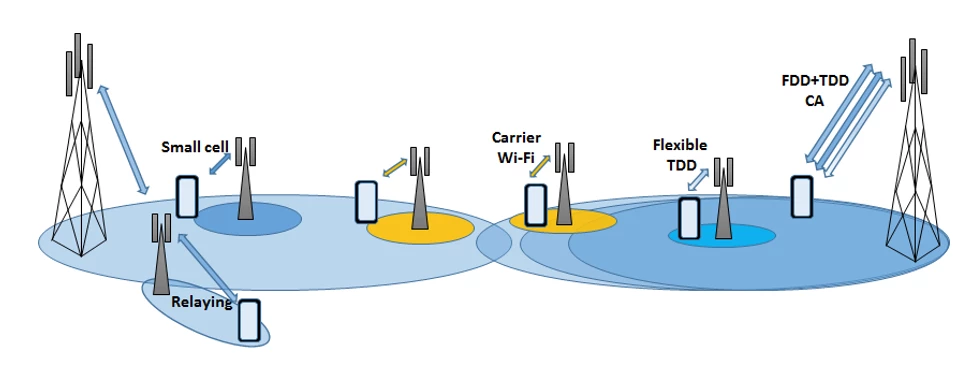 Small cell
Carrier
Wi-Fi
Flexible
TDD
FDD+TDD
CA
Relaying